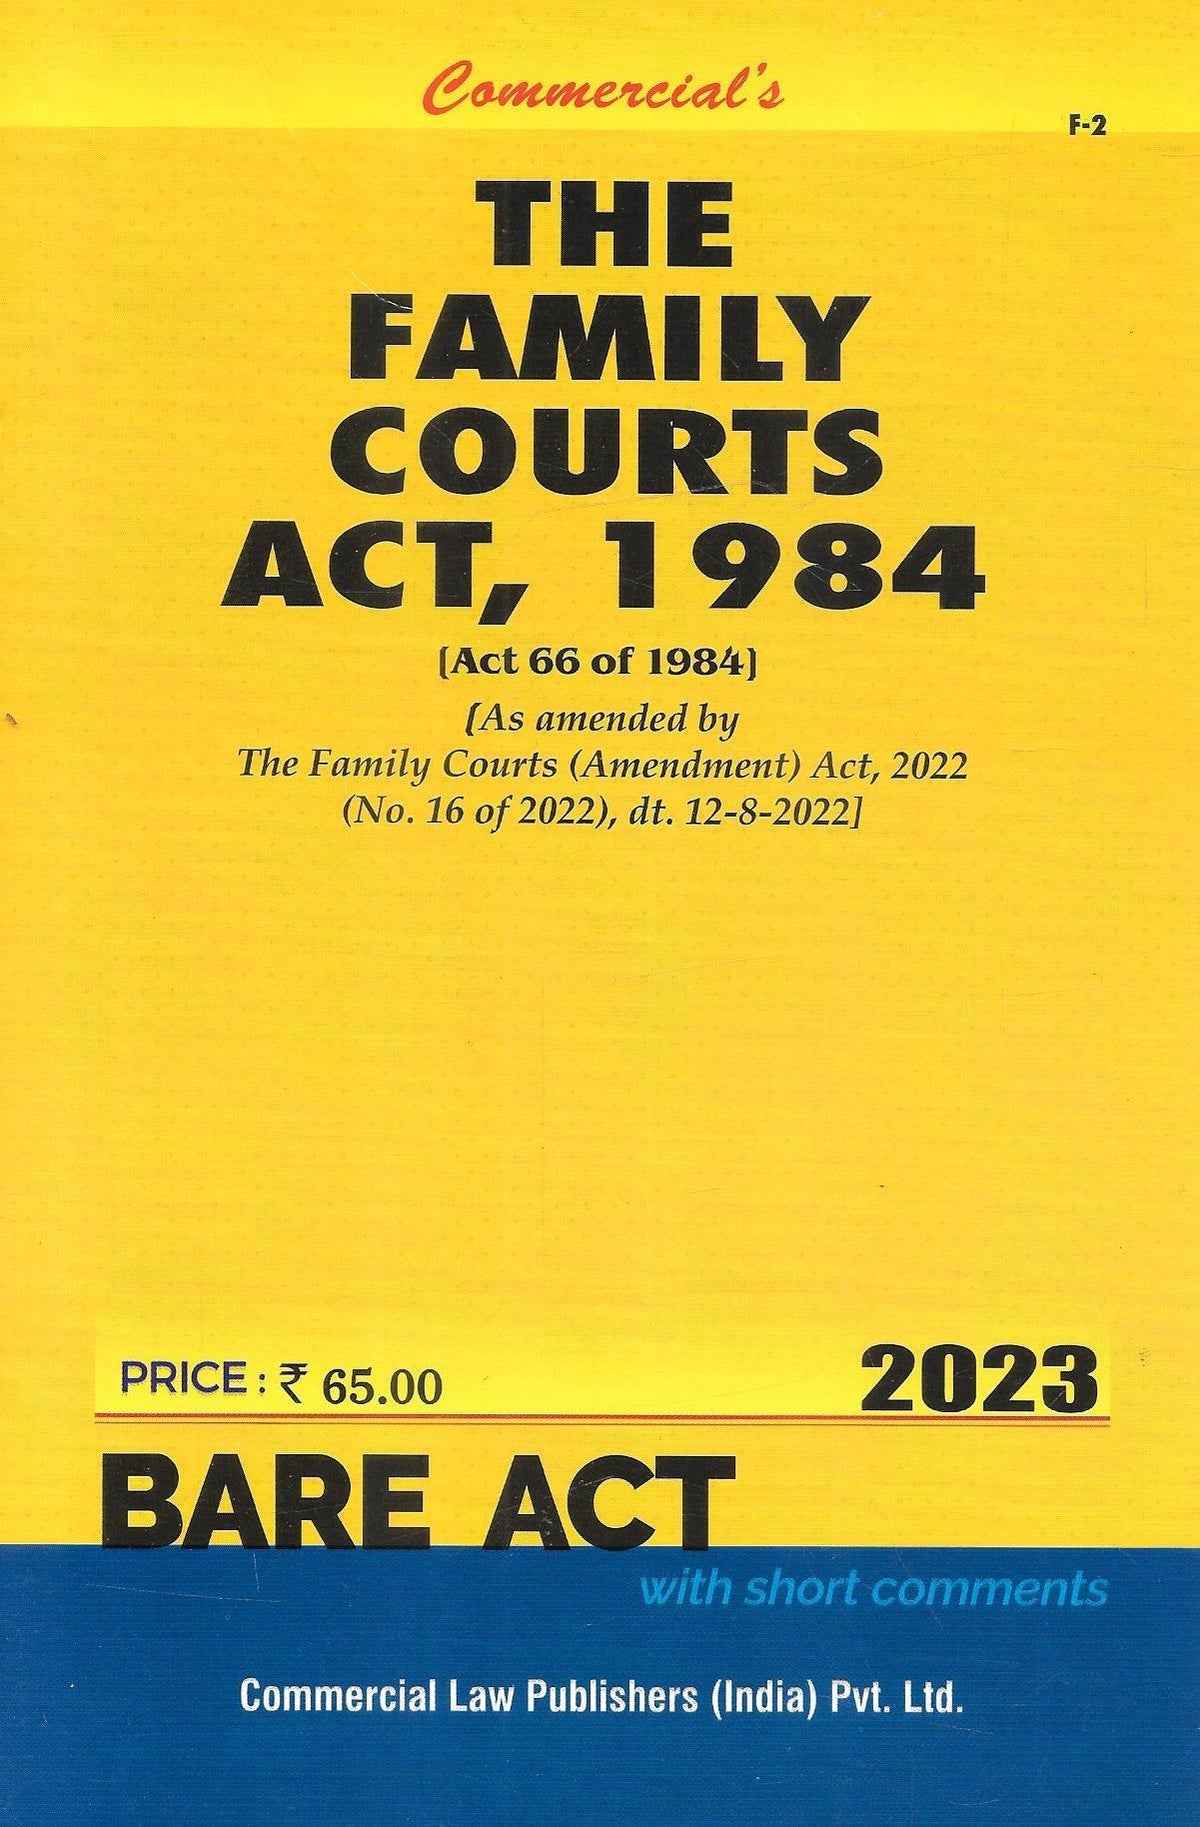 Commercial's
F-2
THE
FAMILY
COURTS
ACT, 1984
[Act 66 of 1984]
[As amended by
The Family Courts (Amendment) Act, 2022
(No. 16 of 2022), dt. 12-8-2022]
PRICE : ₹ 65.00
2023
BARE ACT
with short comments
Commercial Law Publishers (India) Pvt. Ltd.